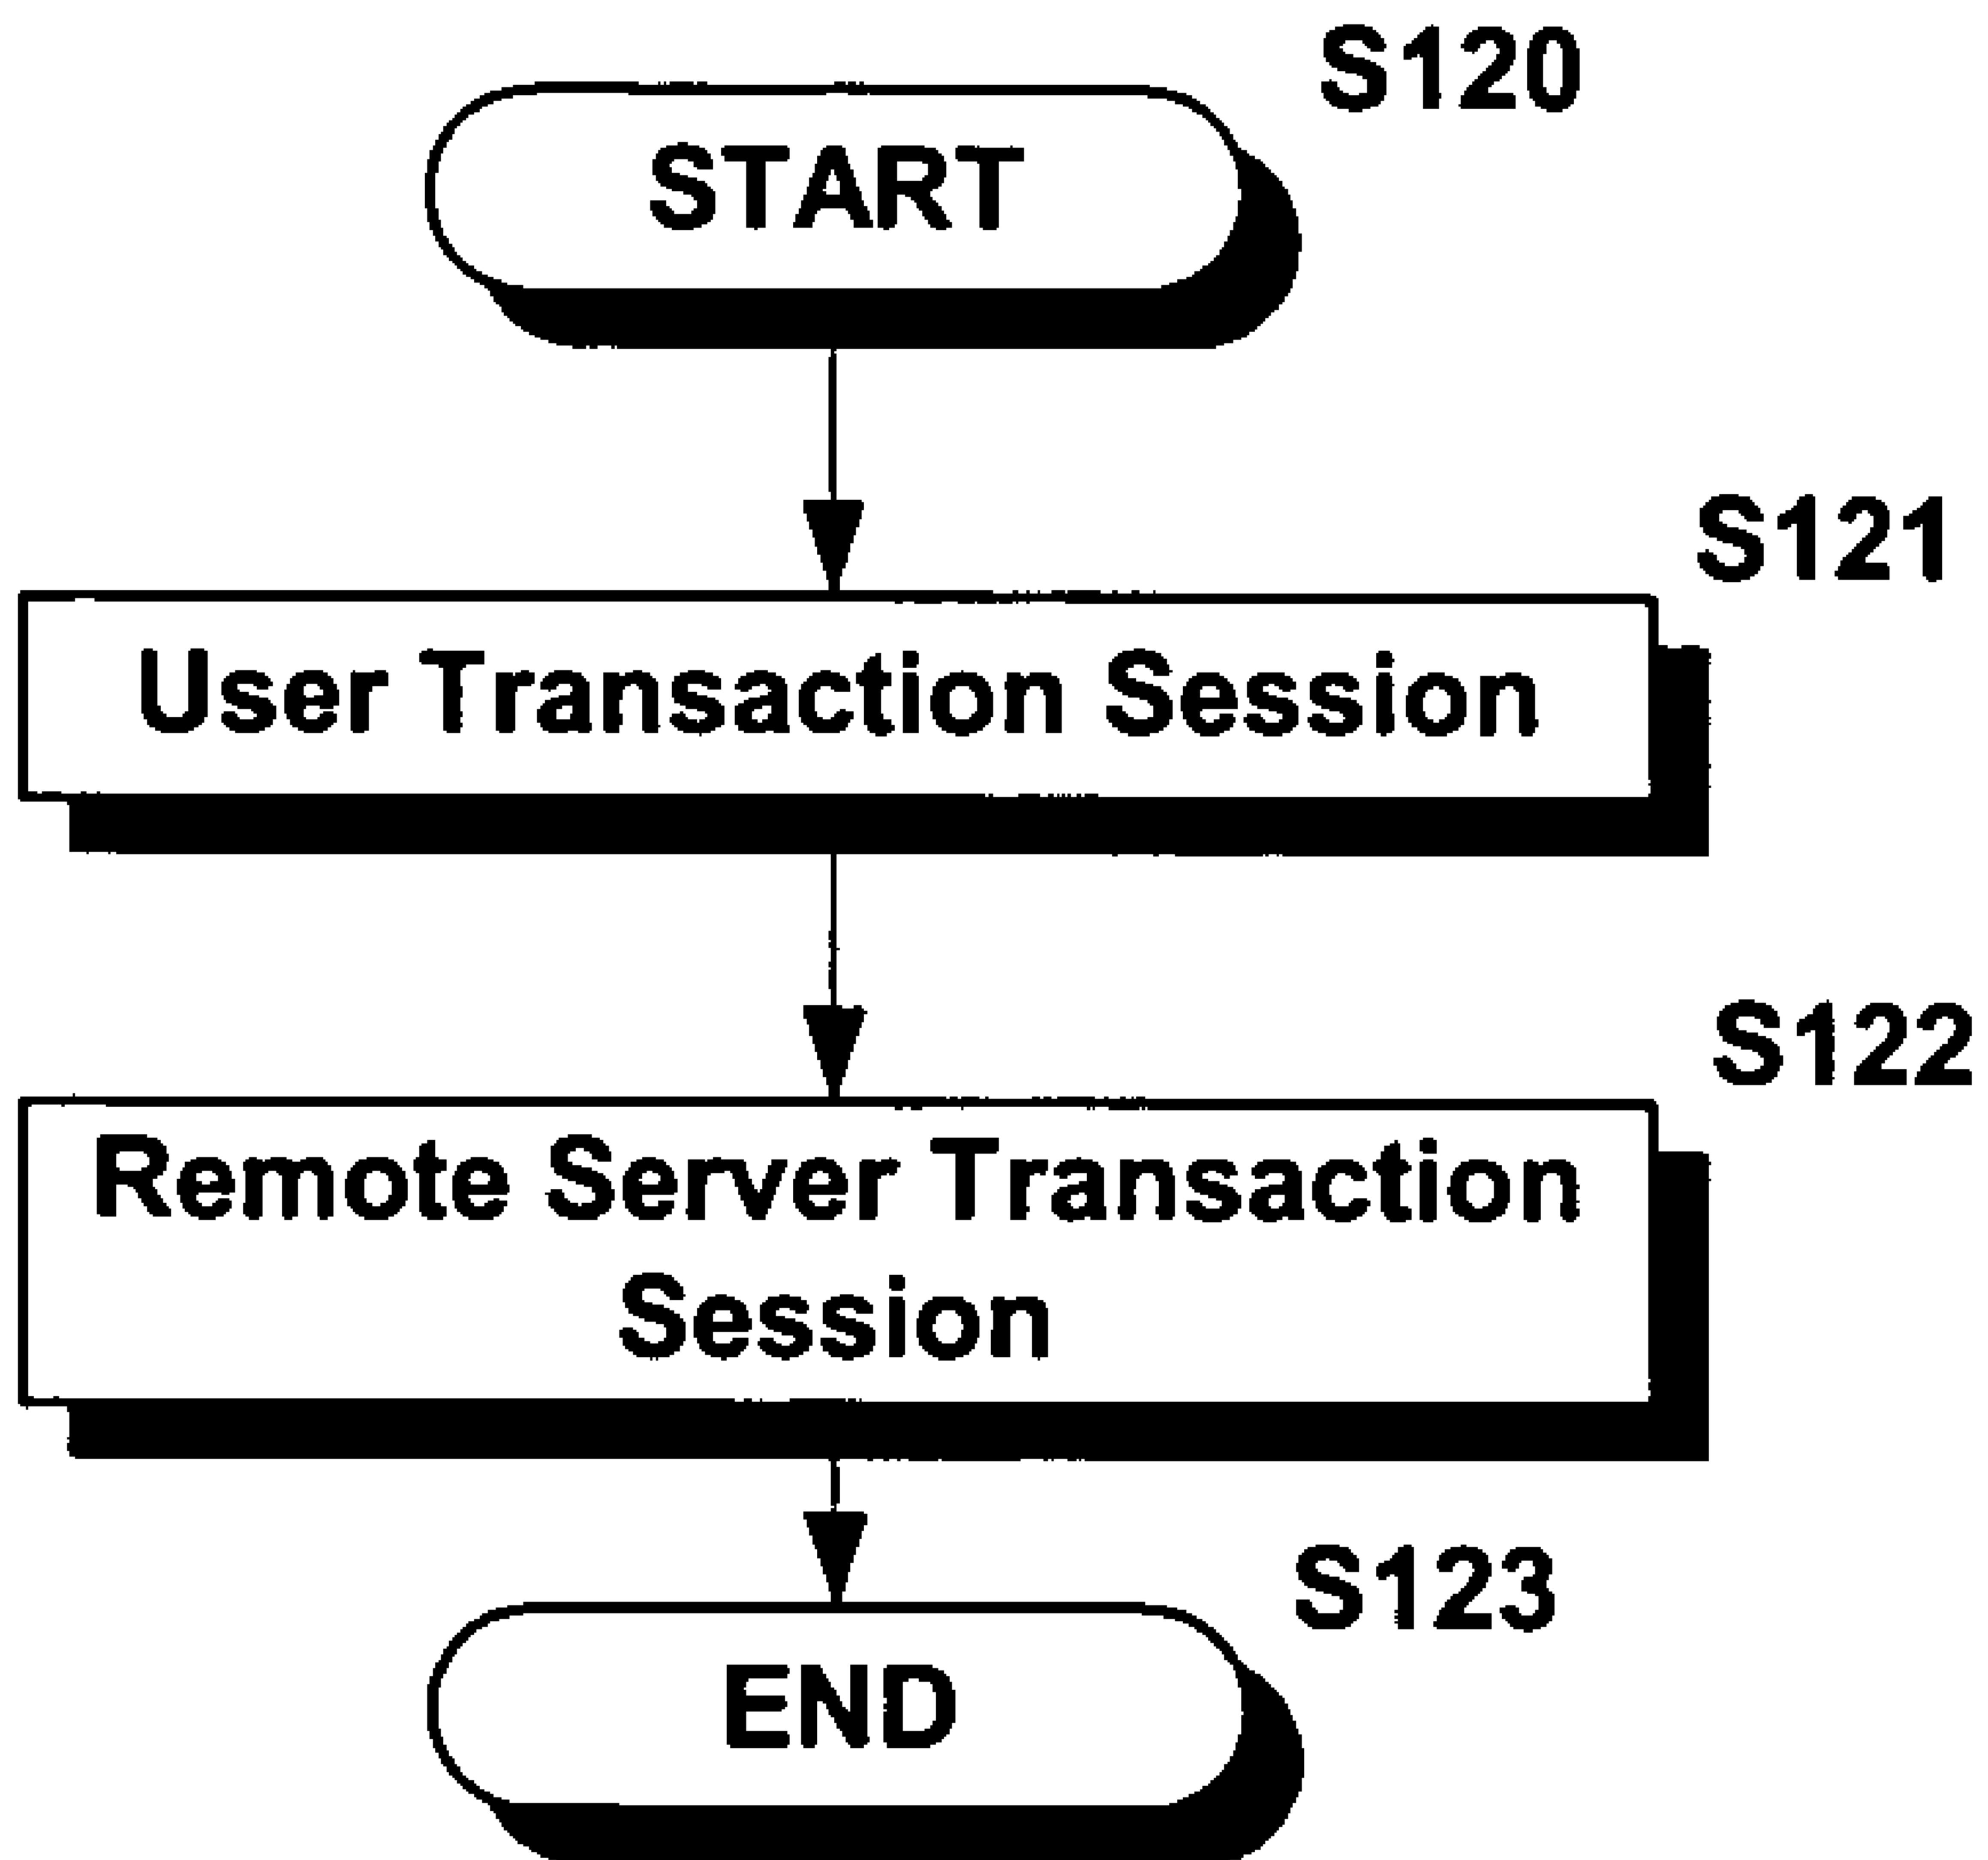 S120
START
S121
User Transaction Session
S122
Remote Server Transaction
Session
S123
END